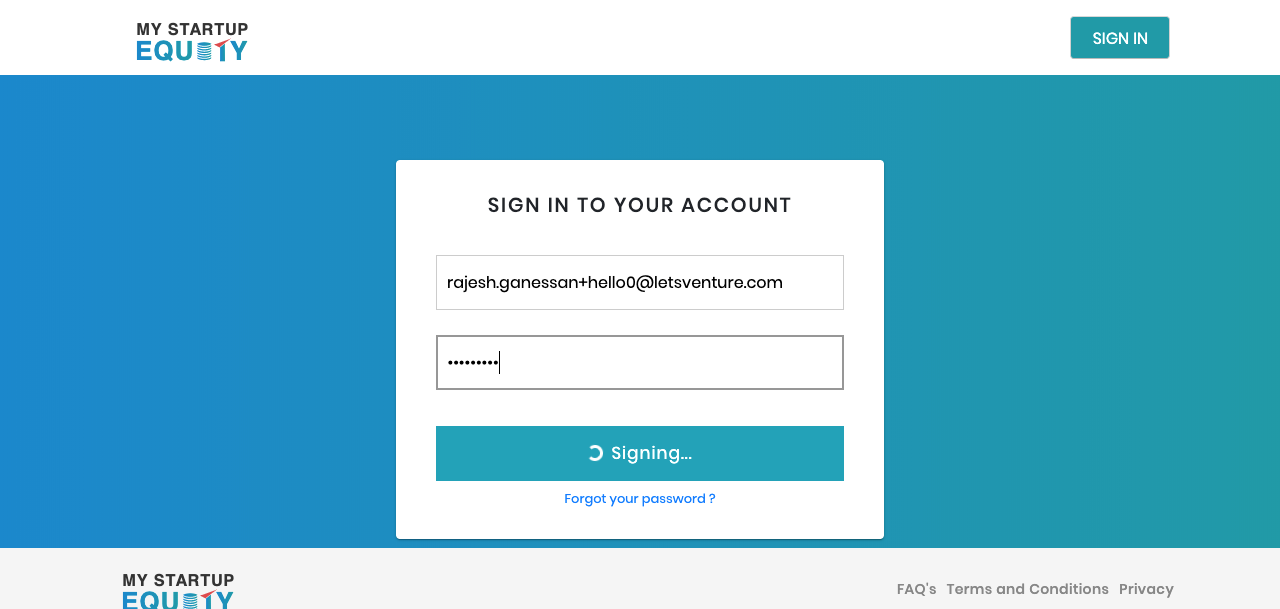 MY STARTUP
EQUITY
SIGN IN
SIGN IN TO YOUR ACCOUNT
rajesh.ganessan+hello0@letsventure.com
•••••••••
Signing...
Forgot your password ?
MY STARTUP
EQUITY
FAQ's Terms and Conditions Privacy